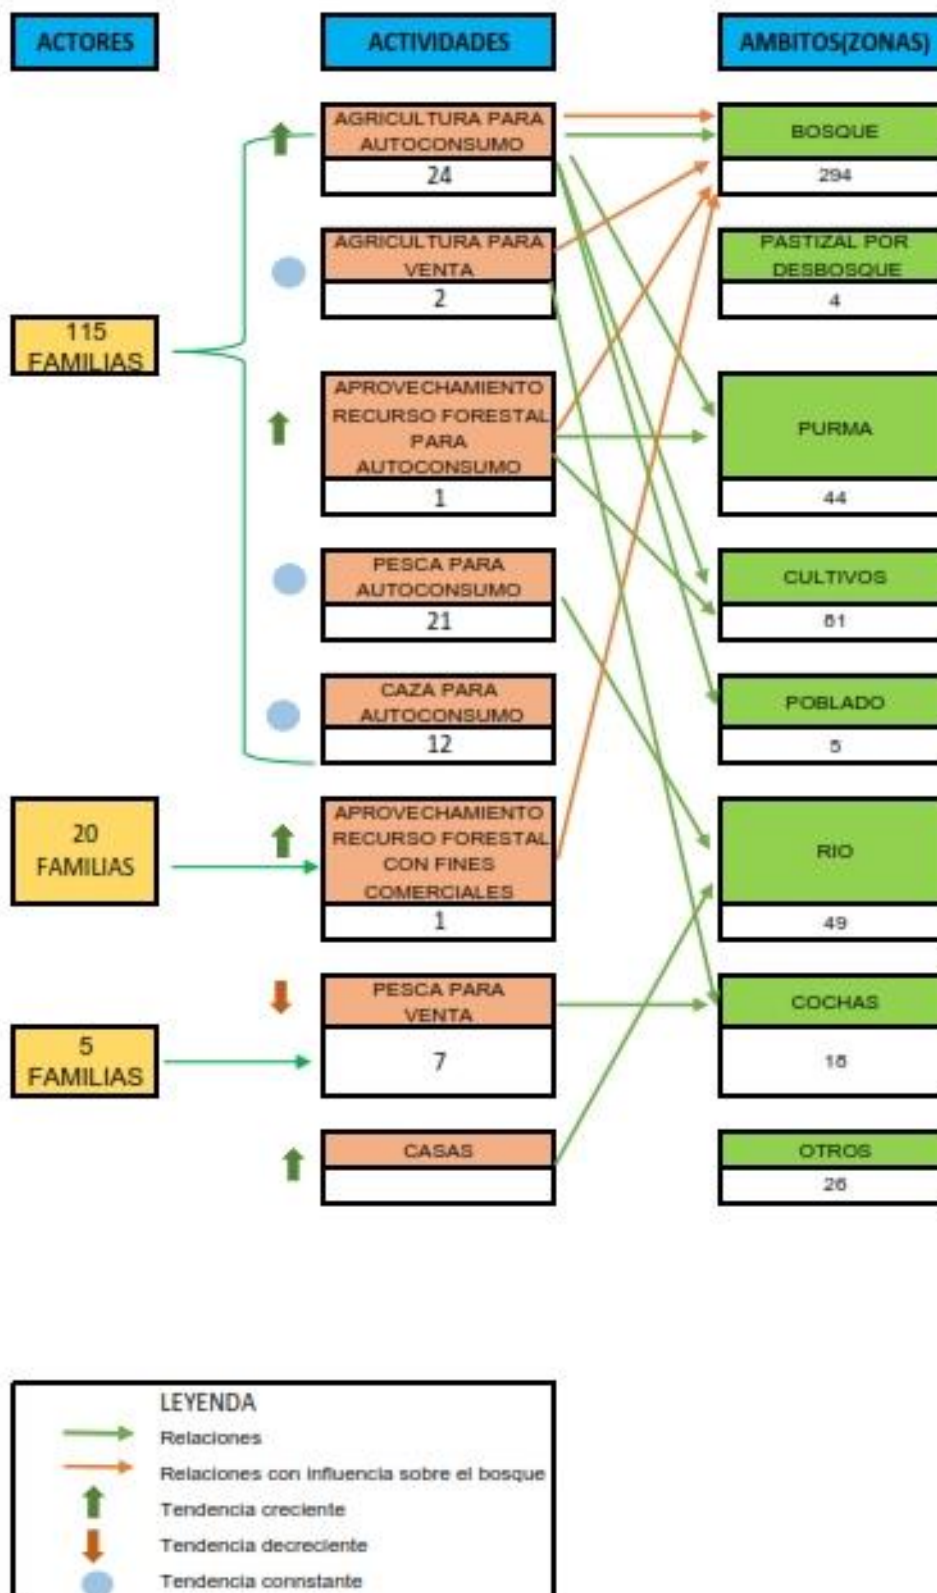 ACTORES
ACTIVIDADES
AMBITOS(ZONAS)
AGRICULTURA PARA
AUTOCONSUMO
24
BOSQUE
294
AGRICULTURA PARA
VENTA
2
PASTIZAL POR
DESBOSQUE
4
115
FAMILIAS
APROVECHAMIENTO
RECURSO FORESTAL
PARA
AUTOCONSUMO
1
PURMA
44
PESCA PARA
AUTOCONSUMO
21
CULTIVOS
CAZA PARA
AUTOCONSUMO
12
POBLADO
5
20
FAMILIAS
APROVECHAMIENTO
RECURSO FORESTAL
CON FINES
COMERCIALES
1
RIO
49
PESCA PARA
VENTA
7
COCHAS
5
FAMILIAS
CASAS
OTROS
LEYENDA
Relaciones
Relaciones con influencia sobre el bosque
Tendencia creciente
Tendencia decreciente
Tendencia connstante